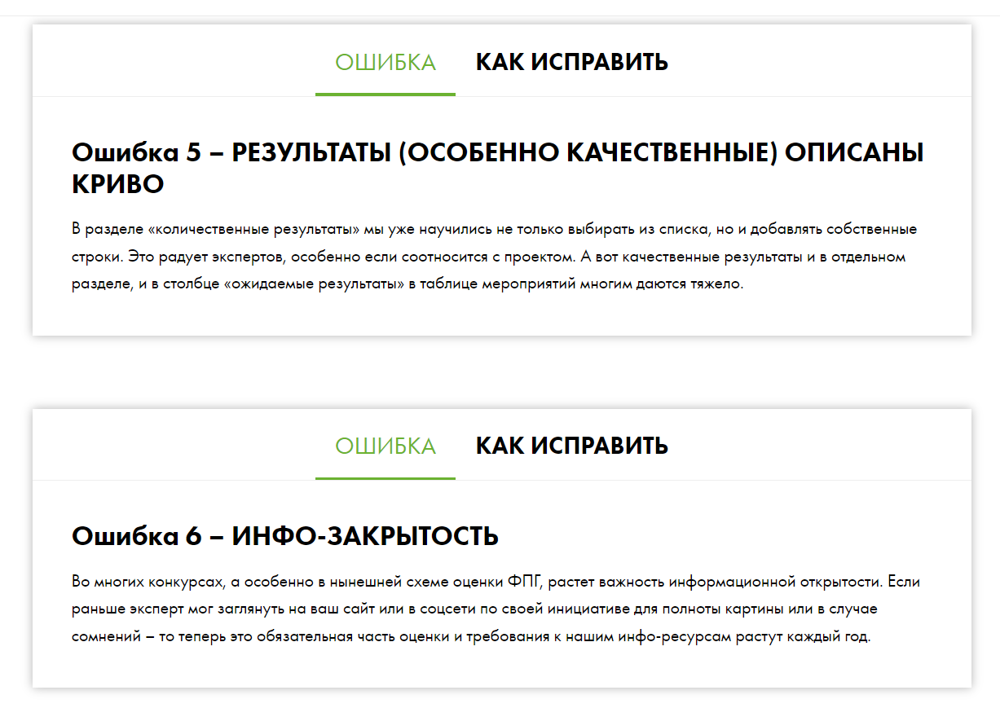 ОШИБКА КАК ИСПРАВИТЬ
Ошибка 5 – РЕЗУЛЬТАТЫ (ОСОБЕННО КАЧЕСТВЕННЫЕ) ОПИСАНЫ
КРИВО
В разделе «количественные результаты» мы уже научились не только выбирать из списка, но и добавлять собственные
строки. Это радует экспертов, особенно если соотносится с проектом. А вот качественные результаты и в отдельном
разделе, и в столбце «ожидаемые результаты» в таблице мероприятий многим даются тяжело.
ОШИБКА КАК ИСПРАВИТЬ
Ошибка 6 – ИНФО-ЗАКРЫТОСТЬ
Во многих конкурсах, а особенно в нынешней схеме оценки ФПГ, растет важность информационной открытости. Если
раньше эксперт мог заглянуть на ваш сайт или в соцсети по своей инициативе для полноты картины или в случае
сомнений – то теперь это обязательная часть оценки и требования к нашим инфо-ресурсам растут каждый год.